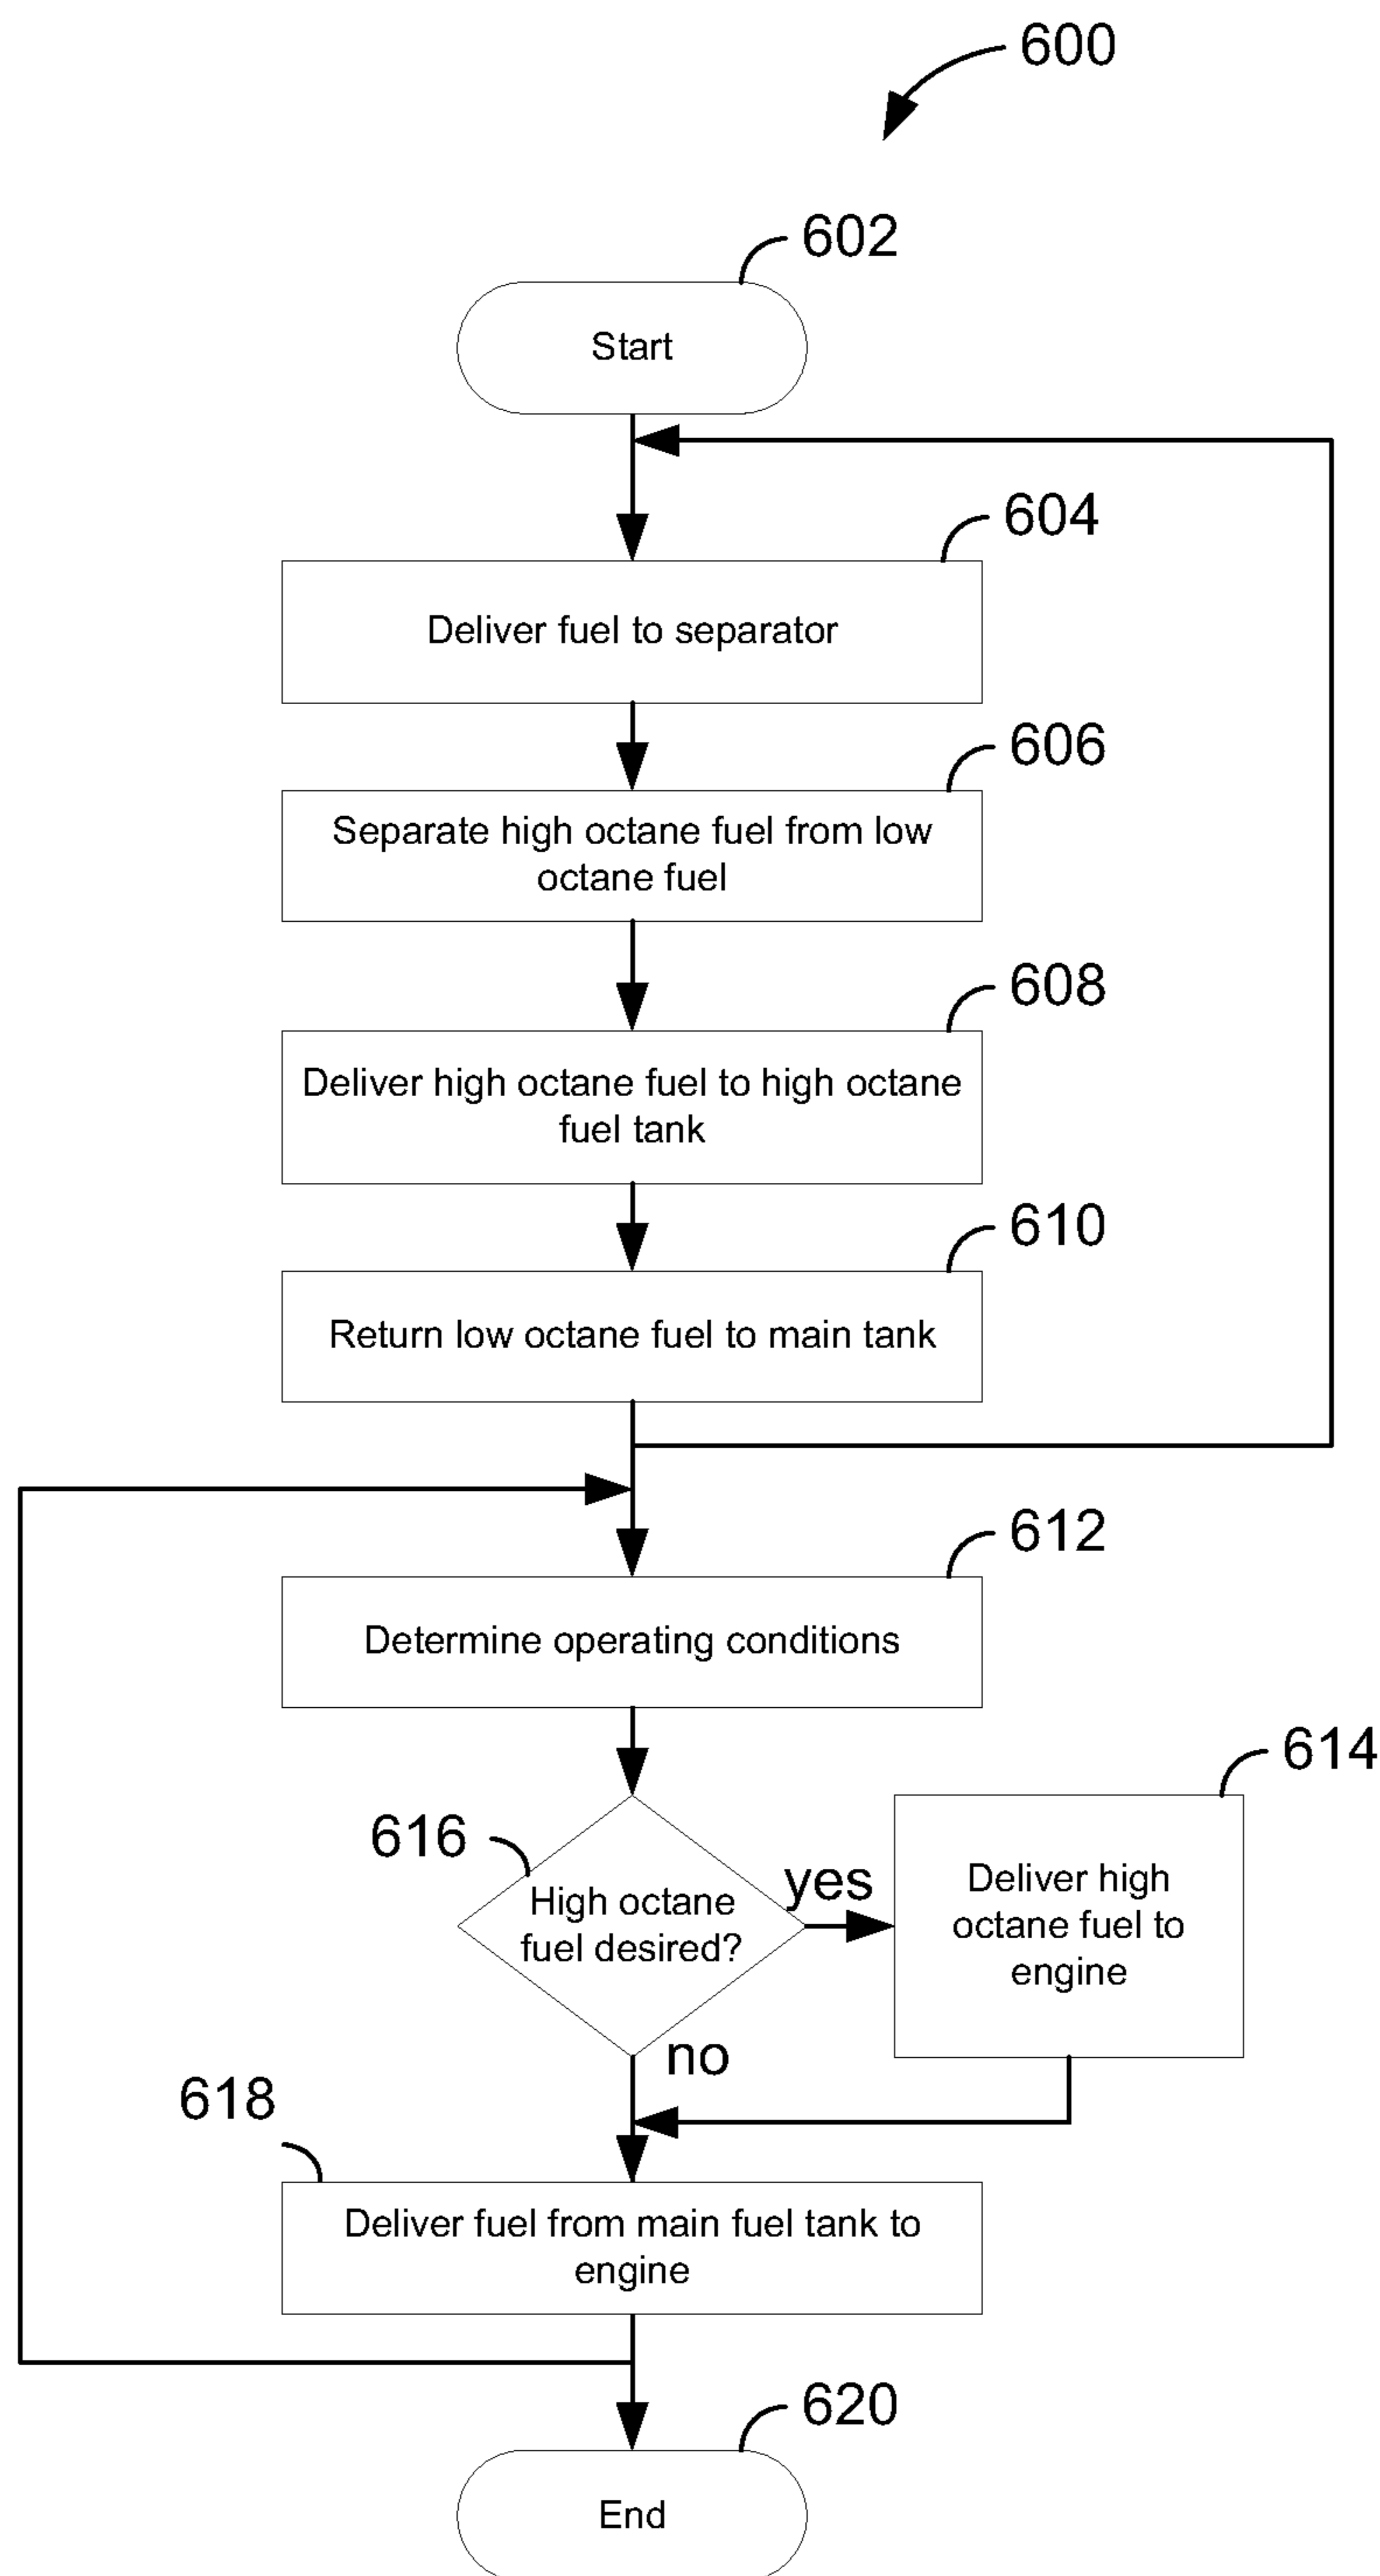 600
602
Start
604
Deliver fuel to separator
606
Separate high octane fuel from low
octane fuel
608
Deliver high octane fuel to high octane
fuel tank
610
Return low octane fuel to main tank
612
Determine operating conditions
614
616
yes
High octane
fuel desired?
Deliver high
octane fuel to
engine
no
618
Deliver fuel from main fuel tank to
engine
620
End